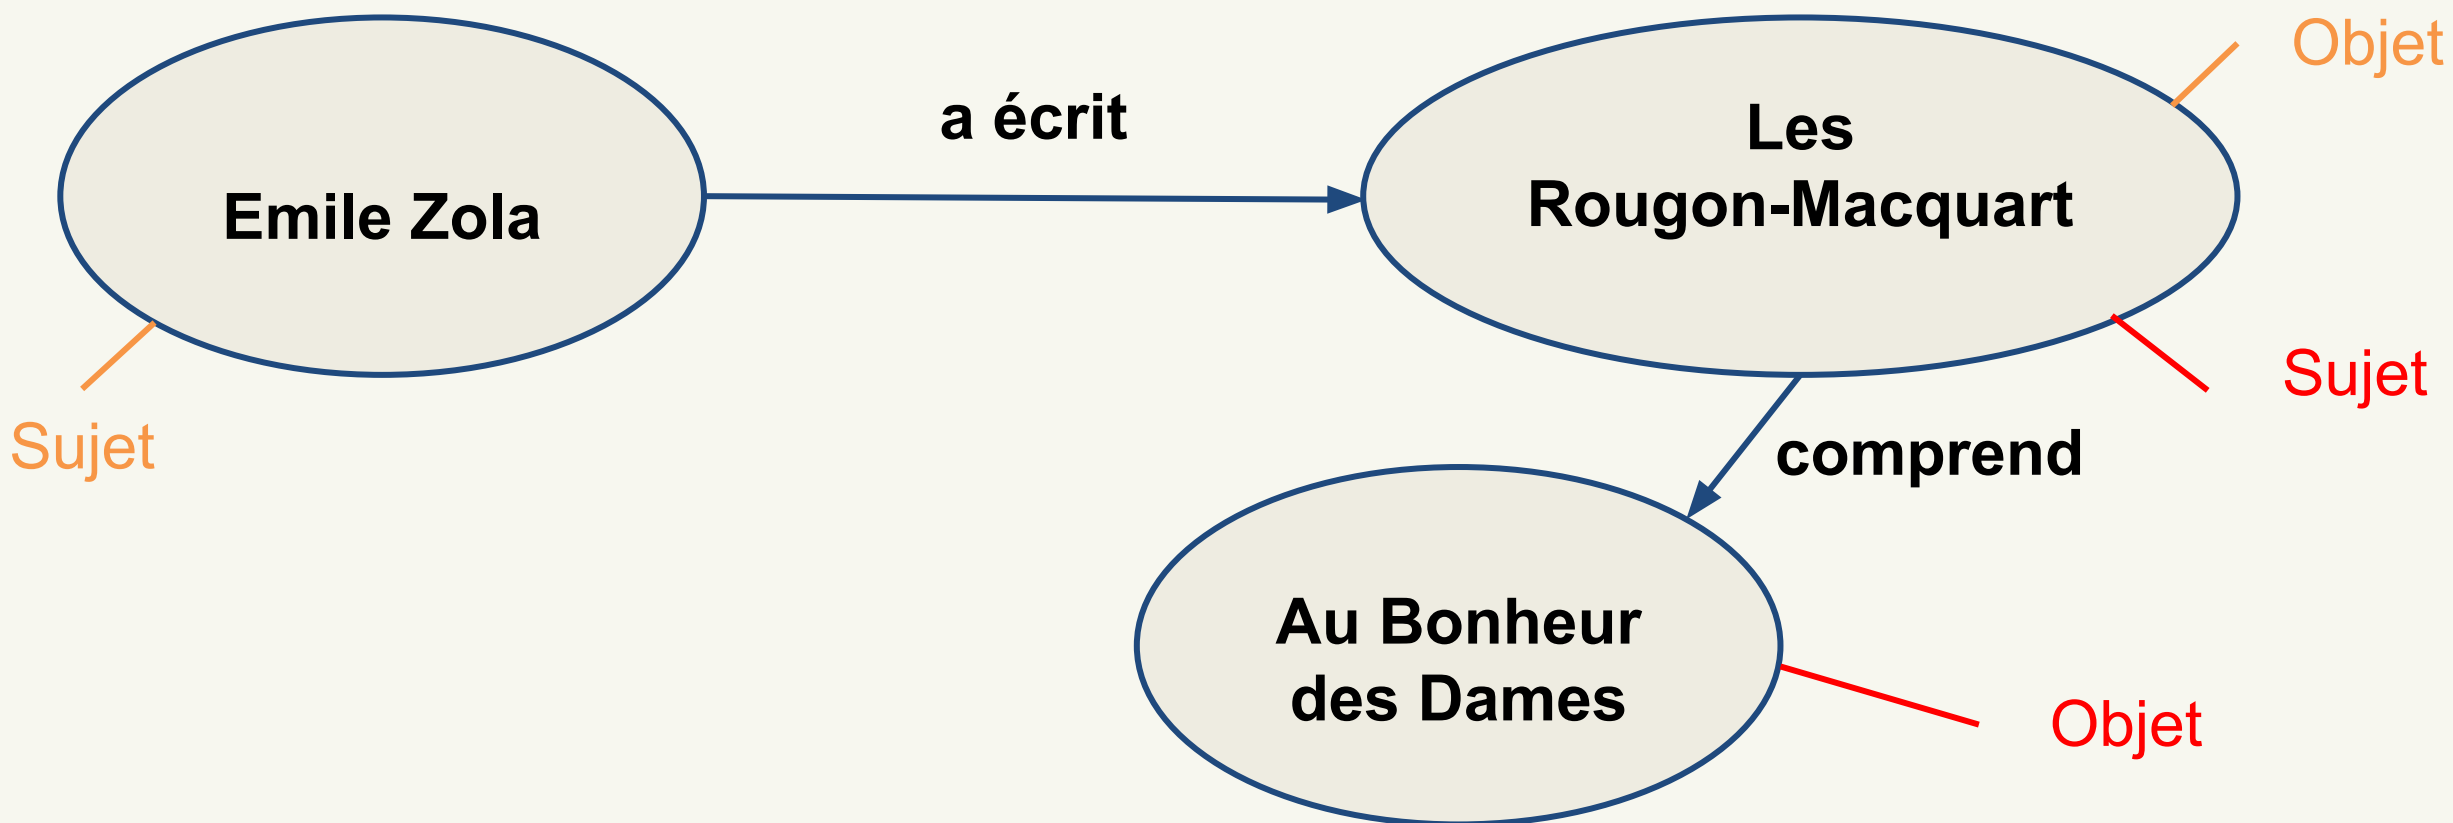 Objet
a écrit
Les
Rougon-Macquart
Emile Zola
Sujet
Sujet
comprend
Au Bonheur
des Dames
Objet